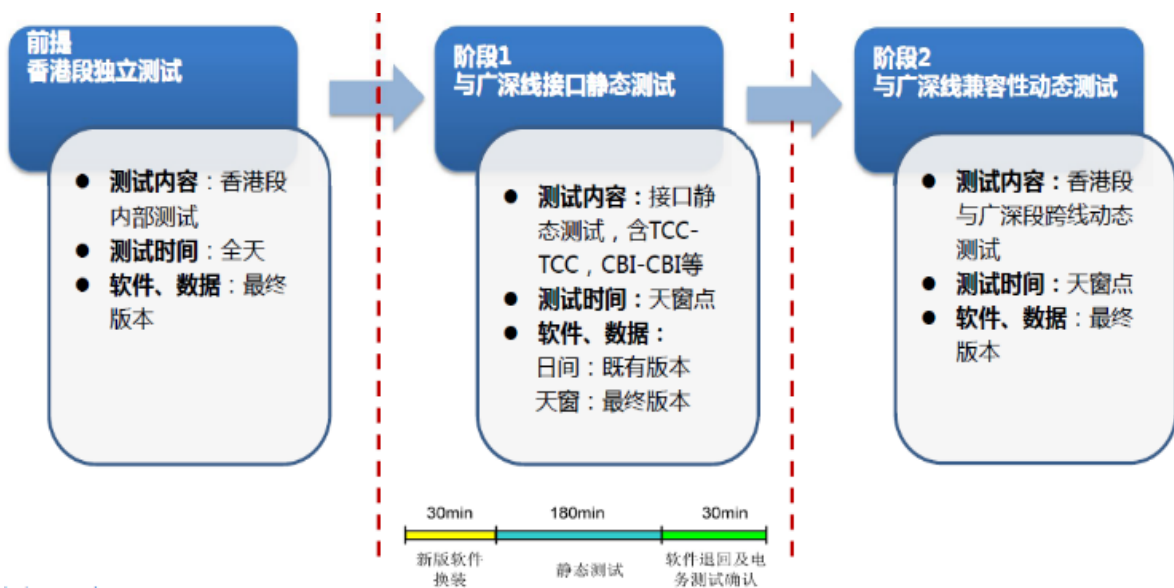 前提
香港段独立测试
● 测试内容：香港段
内部测试
● 测试时间：全天
● 软件、数据：最终
版本
阶段1
与广深线接口静态测试
● 测试内容：接口静
态测试，含TCC-
TCC，CBI-CBI等
● 测试时间：天窗点
● 软件、数据：
日间：既有版本
天窗：最终版本
阶段2
与广深线兼容性动态测试
● 测试内容：香港段
与广深段跨线动态
测试
● 测试时间：天窗点
● 软件、数据：最终
版本
30min
180min
30min
新版软件
换装
静态测试
软件退回及电
务测试确认